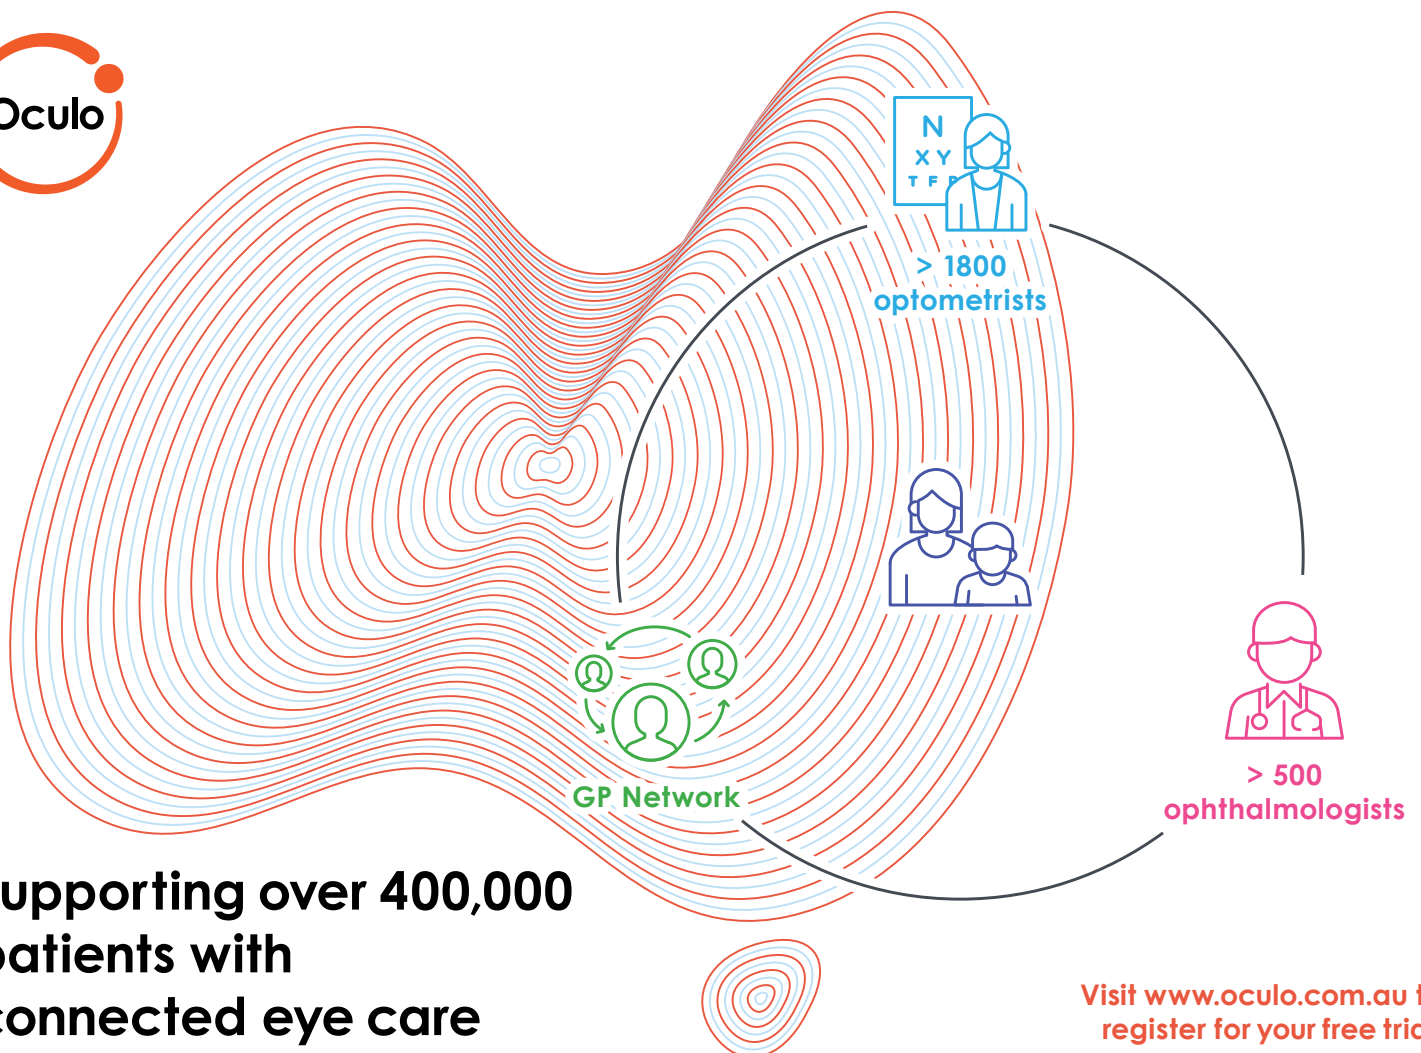 Oculo
N
X Y
T F P
> 1800
optometrists
> 500
ophthalmologists
GP Network
upporting over 400,000
patients with
connected eye care
Visit www.oculo.com.au t
register for your free tria